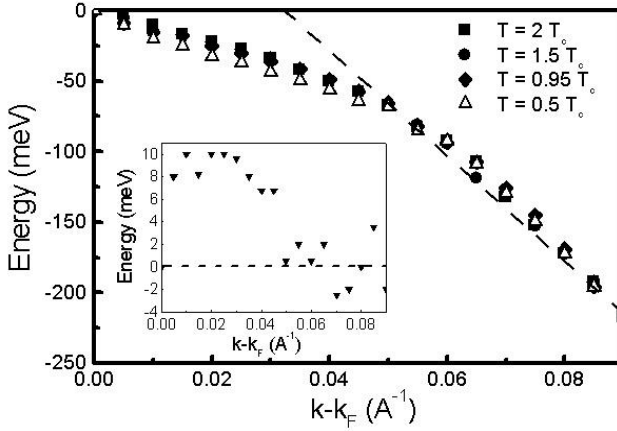 0
-50
-100
-150
-200
-250
Energy (meV)
T = 2 T_c
T = 1.5 T_c
T = 0.95 T_c
T = 0.5 T_c
10
8
6
4
2
0
-2
-4
Energy (meV)
0.00 0.02 0.04 0.06 0.08
k-k_F (A^-1)
0.00 0.02 0.04 0.06 0.08
k-k_F (A^-1)